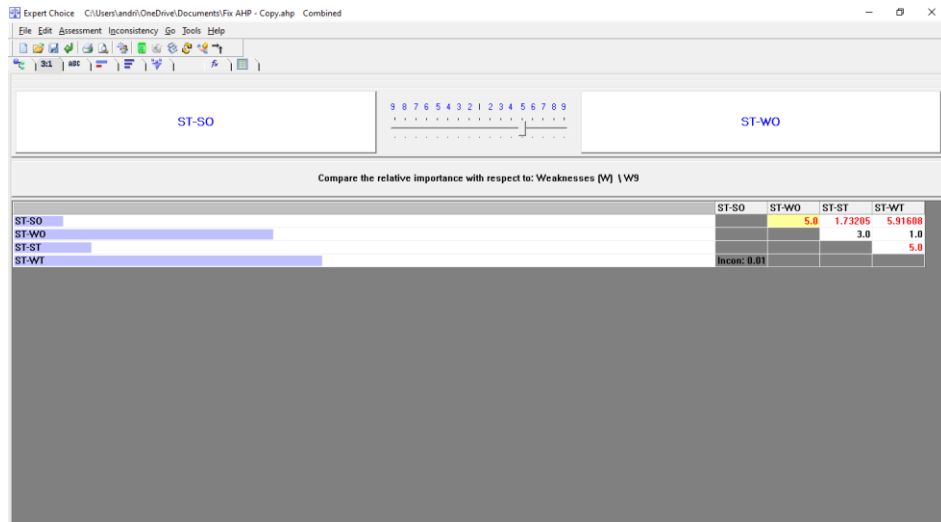 Expert Choice C:\Users\andri\OneDrive\Documents\Fix AHP - Copy.ahp Combined
File Edit Assessment Inconsistency Go Tools Help
3:1 ABC
ST-SO
9 8 7 6 5 4 3 2 1 2 3 4 5 6 7 8 9
ST-WO
Compare the relative importance with respect to: Weaknesses (W) \ W9
ST-SO ST-WO ST-ST ST-WT
ST-SO 5.0 1.73205 5.91608
ST-WO 3.0 1.0
ST-ST 5.0
ST-WT Incon: 0.01